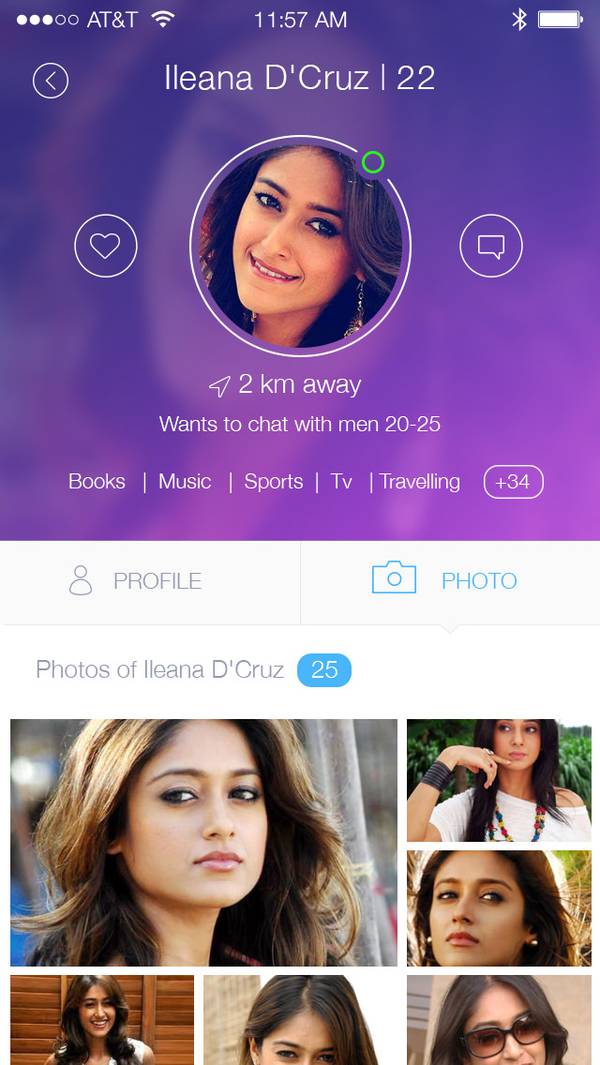 AT&T 11:57 AM
Ileana D'Cruz | 22
2 km away
Wants to chat with men 20-25
Books | Music | Sports | Tv | Travelling +34
PROFILE PHOTO
Photos of Ileana D'Cruz 25